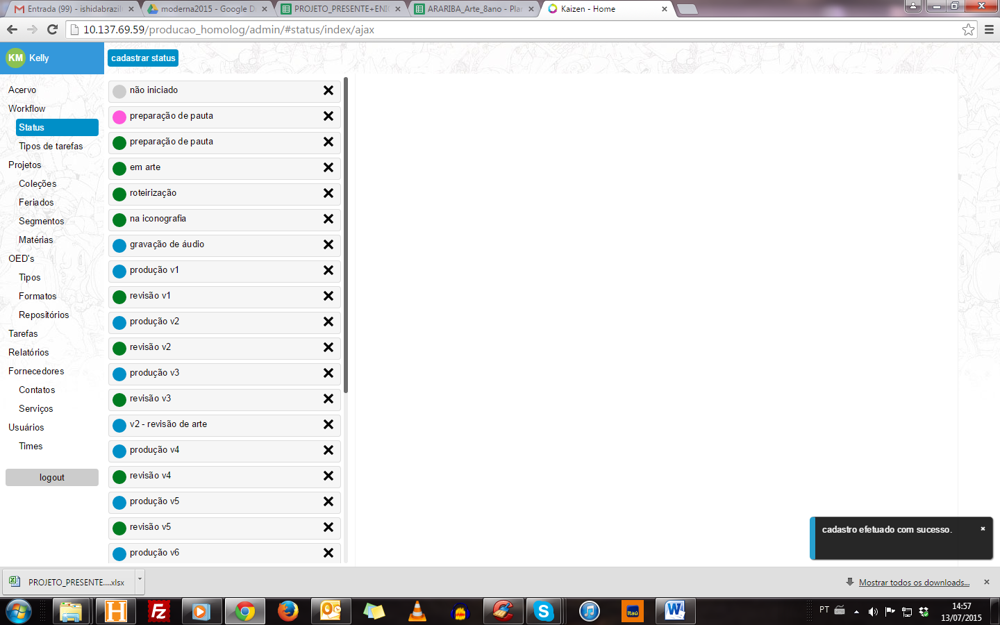 Entrada (99) - ishidabrazil
moderna2015 - Google D
PROJETO_PRESENTE+ENI
ARARIBA_Arte_8ano - Plan
Kaizen - Home
10.137.69.59/producao_homolog/admin/#status/index/ajax
KM Kelly
cadastrar status
Acervo
Workflow
Status
Tipos de tarefas
Projetos
Coleções
Feriados
Segmentos
Matérias
OED's
Tipos
Formatos
Repositórios
Tarefas
Relatórios
Fornecedores
Contatos
Serviços
Usuários
Times
logout
não iniciado
preparação de pauta
preparação de pauta
em arte
roteirização
na iconografia
gravação de áudio
produção v1
revisão v1
produção v2
revisão v2
produção v3
revisão v3
v2 - revisão de arte
produção v4
revisão v4
produção v5
revisão v5
produção v6
cadastro efetuado com sucesso.
PROJETO_PRESENTE....xlsx
Mostrar todos os downloads...
H
Fz
S
Itaú
W
PT
14:57
13/07/2015